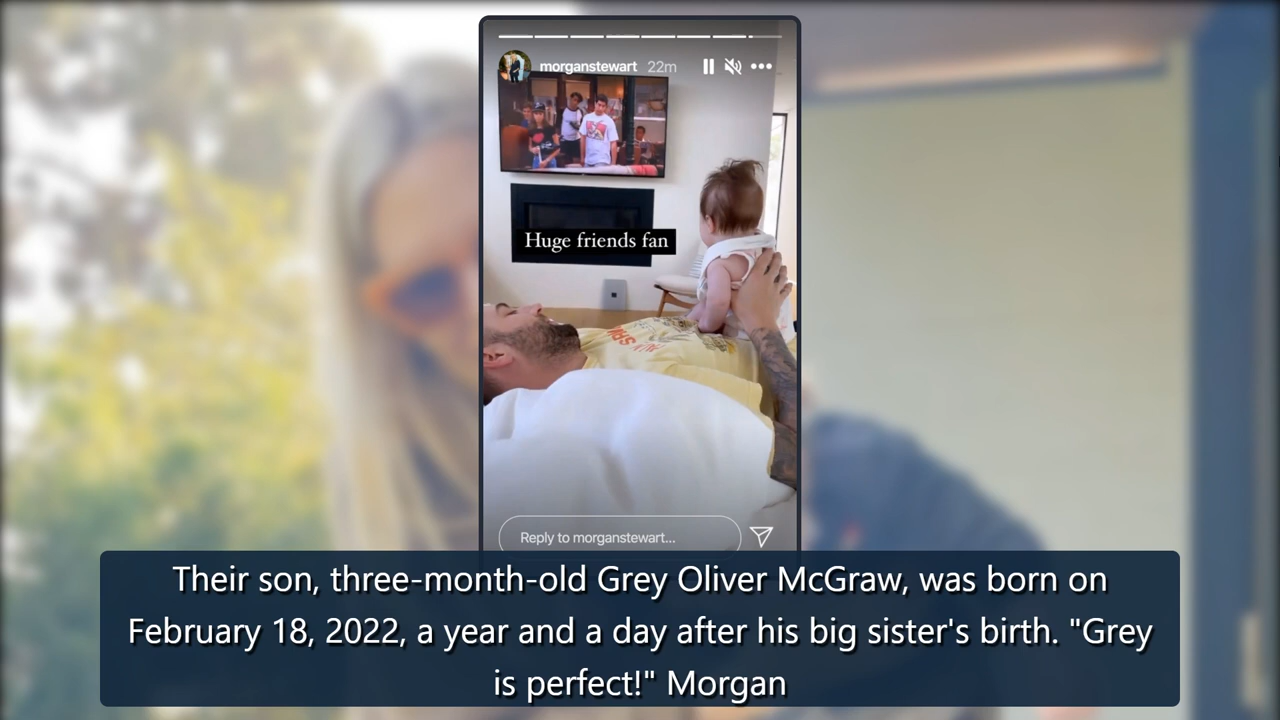 morganstewart 22m
Huge friends fan
Reply to morganstewart...
Their son, three-month-old Grey Oliver McGraw, was born on
February 18, 2022, a year and a day after his big sister's birth. "Grey
is perfect!" Morgan